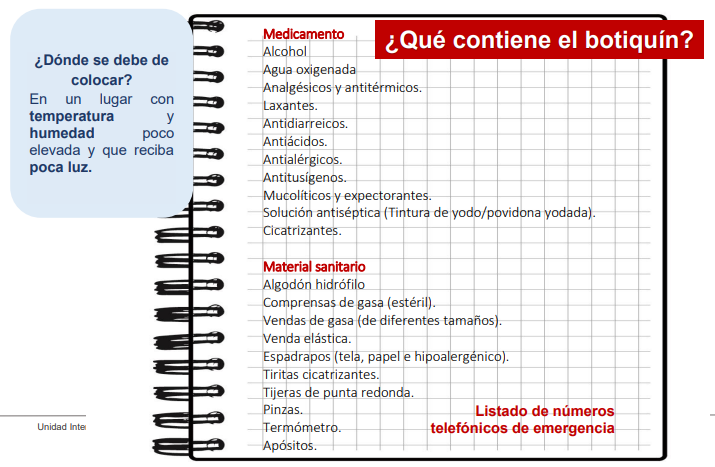 ¿Qué contiene el botiquín?
¿Dónde se debe de
colocar?
En un lugar con
temperatura y
humedad poco
elevada y que reciba
poca luz.
Medicamento
Alcohol
Agua oxigenada
Analgésicos y antitérmicos.
Laxantes.
Antidiarreicos.
Antiácidos.
Antialérgicos.
Antitusígenos.
Mucolíticos y expectorantes.
Solución antiséptica (Tintura de yodo/povidona yodada).
Cicatrizantes.
Material sanitario
Algodón hidrófilo
Comprensas de gasa (estéril).
Vendas de gasa (de diferentes tamaños).
Venda elástica.
Espadrapos (tela, papel e hipoalergénico).
Tiritas cicatrizantes.
Tijeras de punta redonda.
Pinzas.
Termómetro.
Apósitos.
Listado de números
telefónicos de emergencia
Unidad